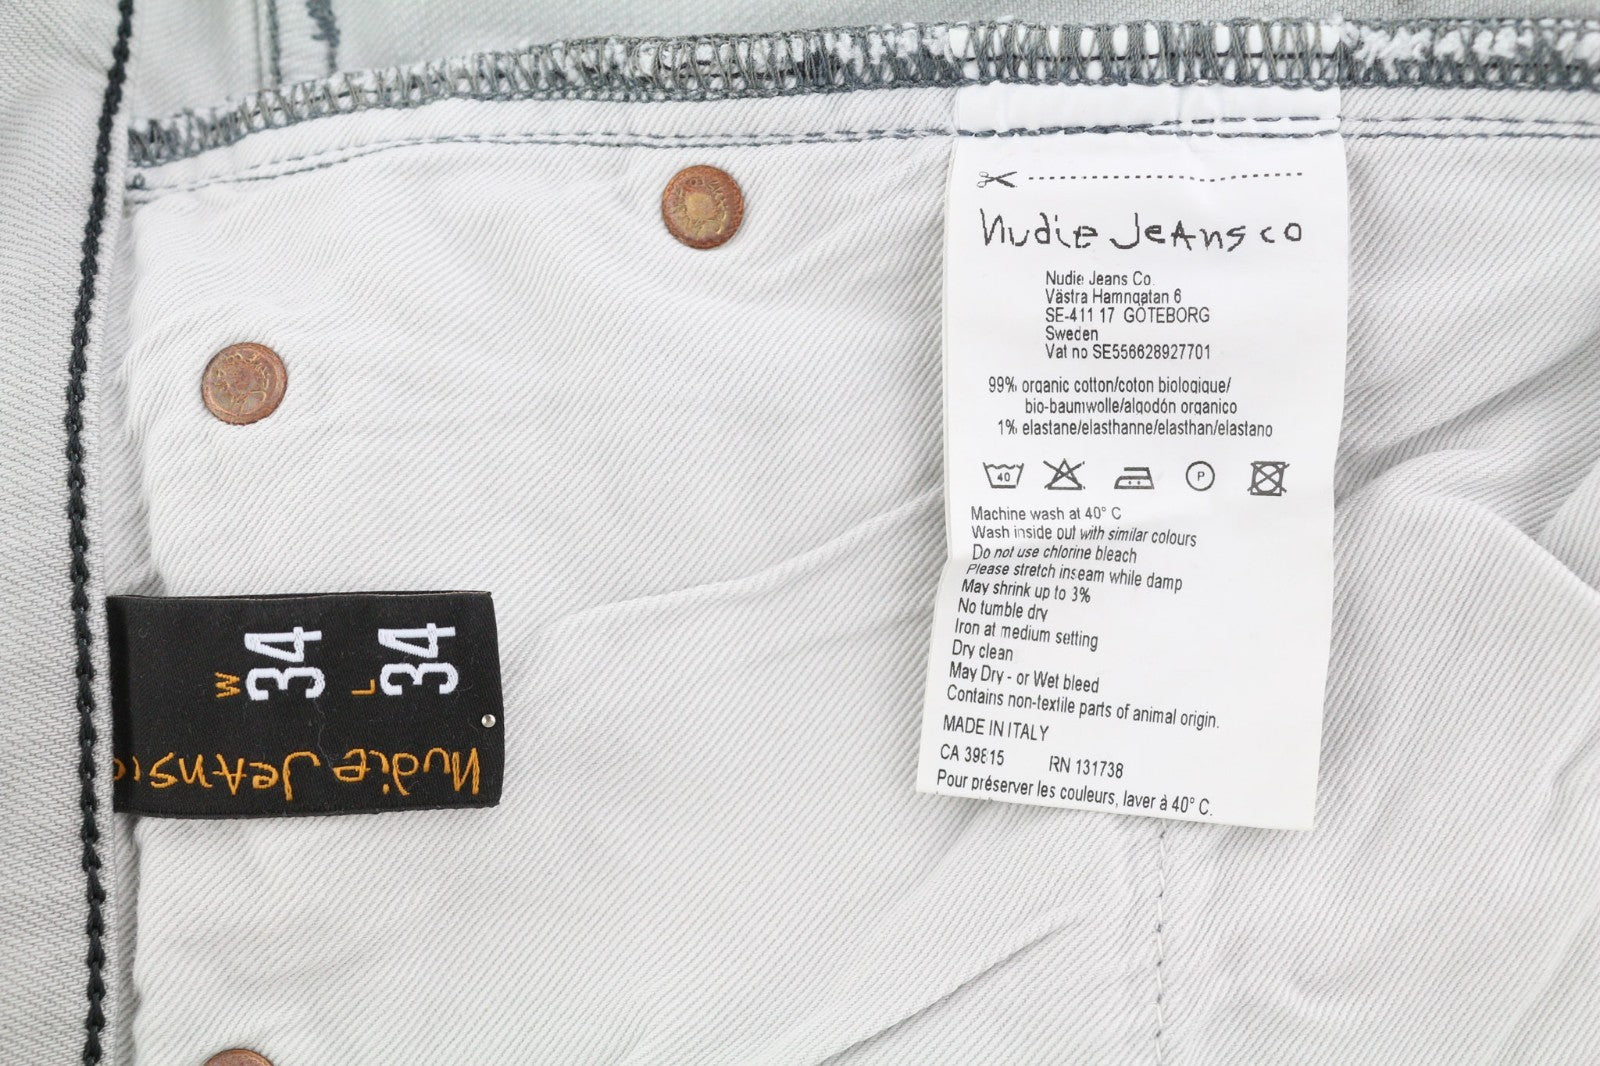 W 34
L 34
Nudie Jeans
Nudie Jeans co
Nudie Jeans Co.
Västra Hamngatan 6
SE-411 17 GÖTEBORG
Sweden
Vat no SE556628927701
99% organic cotton/coton biologique/
bio-baumwolle/algodón organico
1% elastane/elasthanne/elasthan/elastano
40
P
Machine wash at 40° C
Wash inside out with similar colours
Do not use chlorine bleach
Please stretch inseam while damp
May shrink up to 3%
No tumble dry
Iron at medium setting
Dry clean
May Dry - or Wet bleed
Contains non-textile parts of animal origin.
MADE IN ITALY
CA 39815 RN 131738
Pour préserver les couleurs, laver à 40° C.